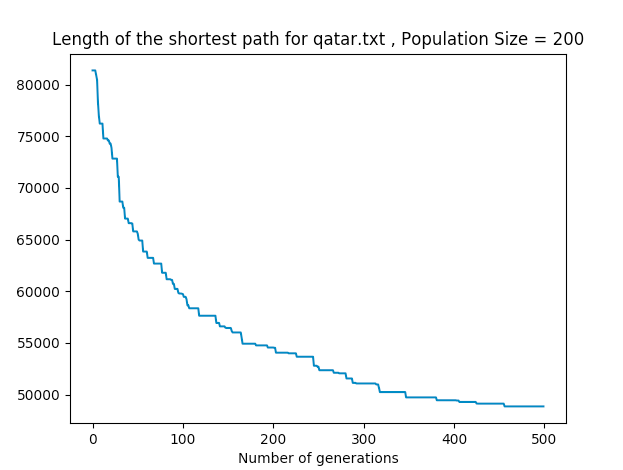 Length of the shortest path for qatar.txt , Population Size = 200
80000
75000
70000
65000
60000
55000
50000
0 100 200 300 400 500
Number of generations